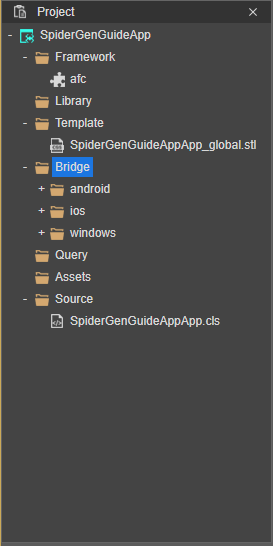 Project
SpiderGenGuideApp
Framework
afc
Library
Template
SpiderGenGuideAppApp_global.stl
Bridge
android
ios
windows
Query
Assets
Source
SpiderGenGuideAppApp.cls